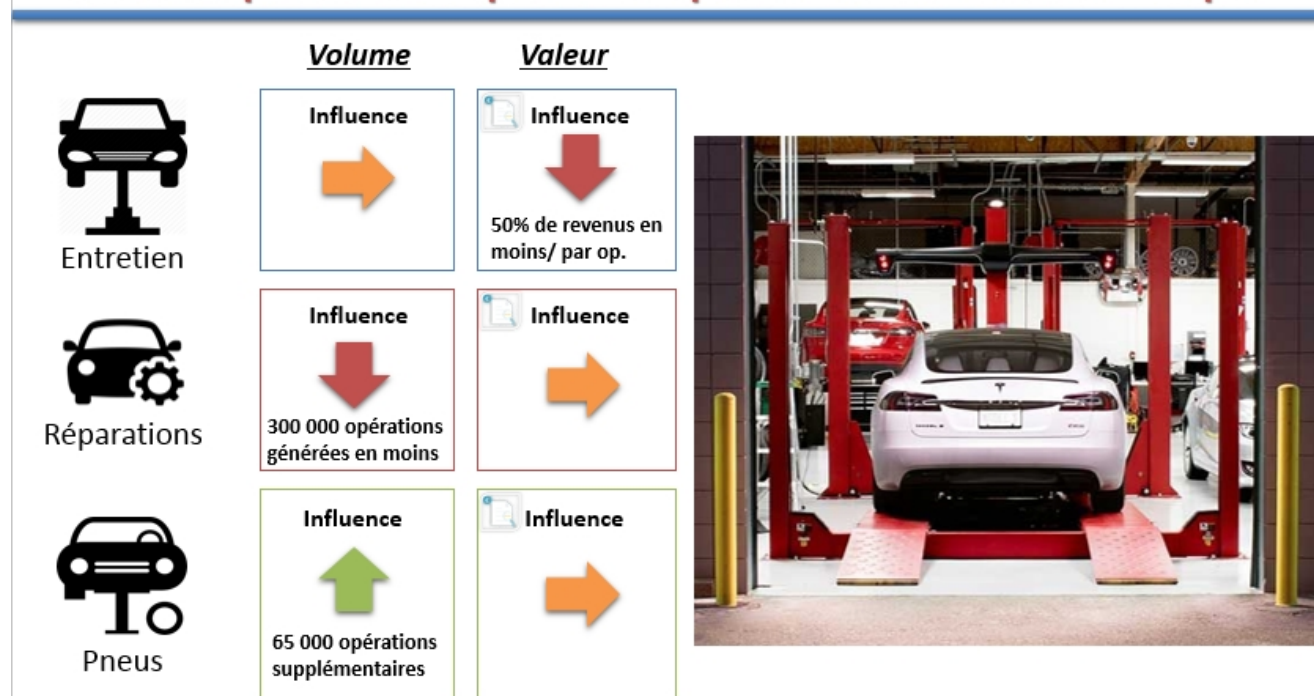 Volume
Valeur
Influence
Influence
50% de revenus en
moins/ par op.
Entretien
Influence
300 000 opérations
générées en moins
Influence
Réparations
Influence
65 000 opérations
supplémentaires
Influence
Pneus